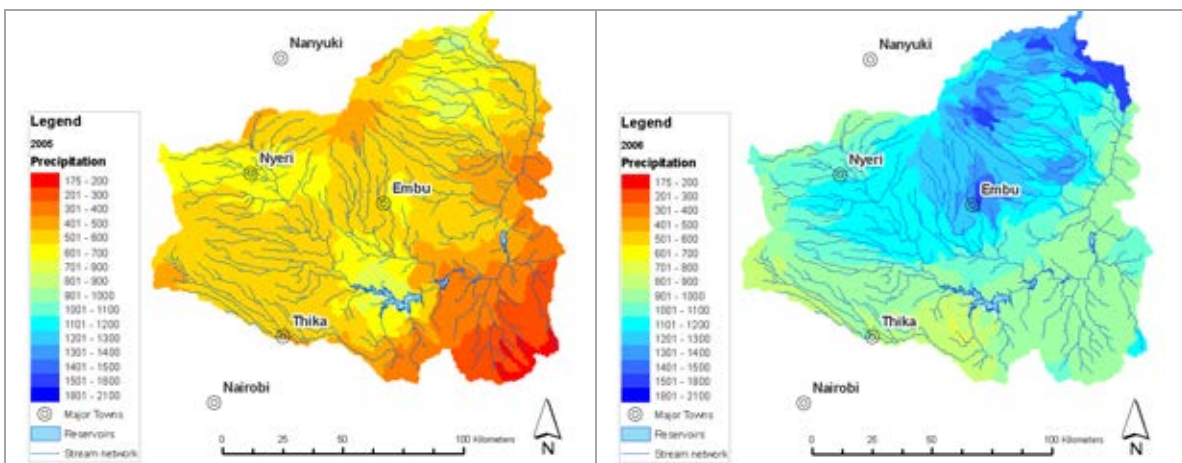 Nanyuki
Legend
2005
Precipitation
175 - 200
201 - 300
301 - 400
401 - 500
501 - 600
601 - 700
701 - 800
801 - 900
901 - 1000
1001 - 1100
1101 - 1200
1201 - 1300
1301 - 1400
1401 - 1500
1501 - 1800
1801 - 2100
Major Towns
Reservoirs
Stream network
Nyeri
Embu
Thika
Nairobi
0 25 50 100 Kilometers
N
Nanyuki
Legend
2006
Precipitation
175 - 200
201 - 300
301 - 400
401 - 500
501 - 600
601 - 700
701 - 800
801 - 900
901 - 1000
1001 - 1100
1101 - 1200
1201 - 1300
1301 - 1400
1401 - 1500
1501 - 1800
1801 - 2100
Major Towns
Reservoirs
Stream network
Nyeri
Embu
Thika
Nairobi
0 25 50 100 Kilometers
N